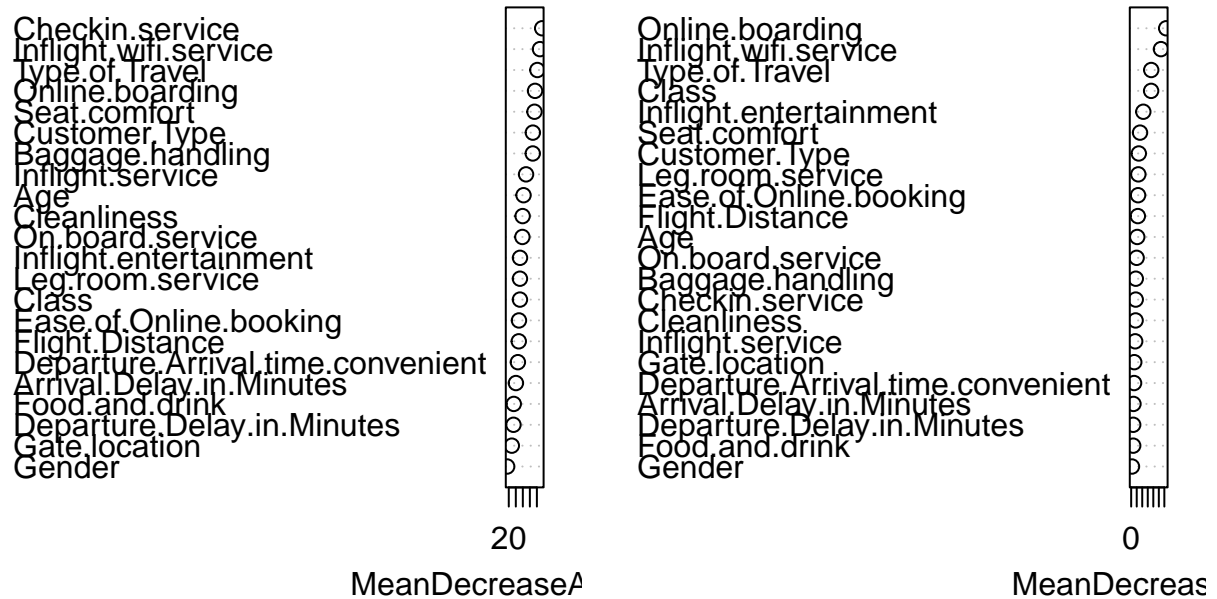 Checkin.service
Inflight.wifi.service
Type.of.Travel
Online.boarding
Seat.comfort
Customer.Type
Baggage.handling
Inflight.service
Age
Cleanliness
On.board.service
Inflight.entertainment
Leg.room.service
Class
Ease.of.Online.booking
Flight.Distance
Departure.Arrival.time.convenient
Arrival.Delay.in.Minutes
Food.and.drink
Departure.Delay.in.Minutes
Gate.location
Gender
20
MeanDecreaseA
Online.boarding
Inflight.wifi.service
Type.of.Travel
Class
Inflight.entertainment
Seat.comfort
Customer.Type
Leg.room.service
Ease.of.Online.booking
Flight.Distance
Age
On.board.service
Baggage.handling
Checkin.service
Cleanliness
Inflight.service
Gate.location
Departure.Arrival.time.convenient
Arrival.Delay.in.Minutes
Departure.Delay.in.Minutes
Food.and.drink
Gender
0
MeanDecreas